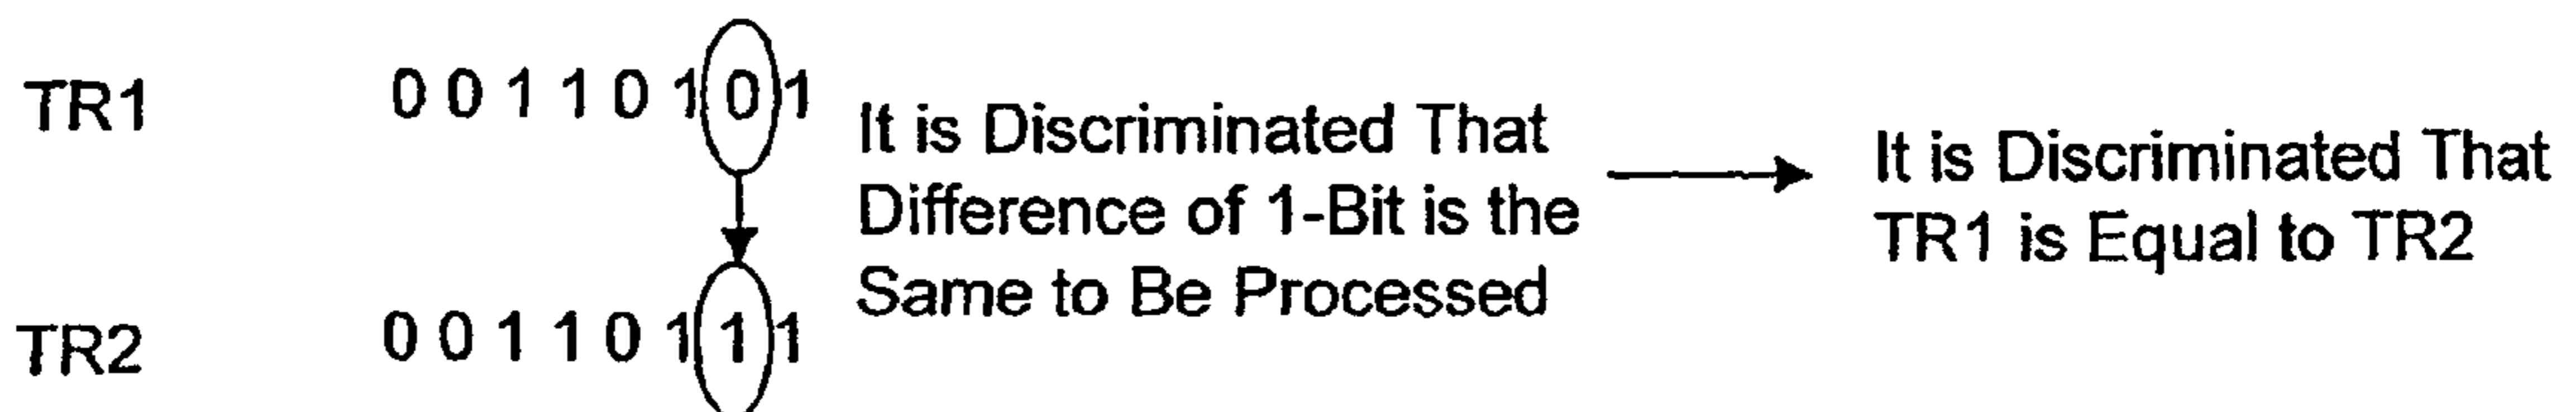 TR1 0 0 1 1 0 1 0 1
It is Discriminated That
Difference of 1-Bit is the
Same to Be Processed
It is Discriminated That
TR1 is Equal to TR2
TR2 0 0 1 1 0 1 1 1